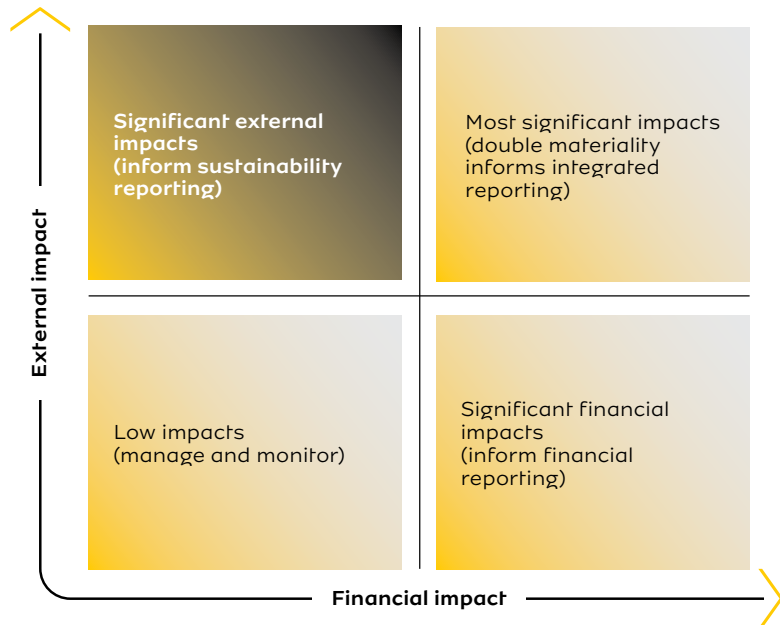 Significant external
impacts
(inform sustainability
reporting)
Most significant impacts
(double materiality
informs integrated
reporting)
External impact
Low impacts
(manage and monitor)
Significant financial
impacts
(inform financial
reporting)
Financial impact